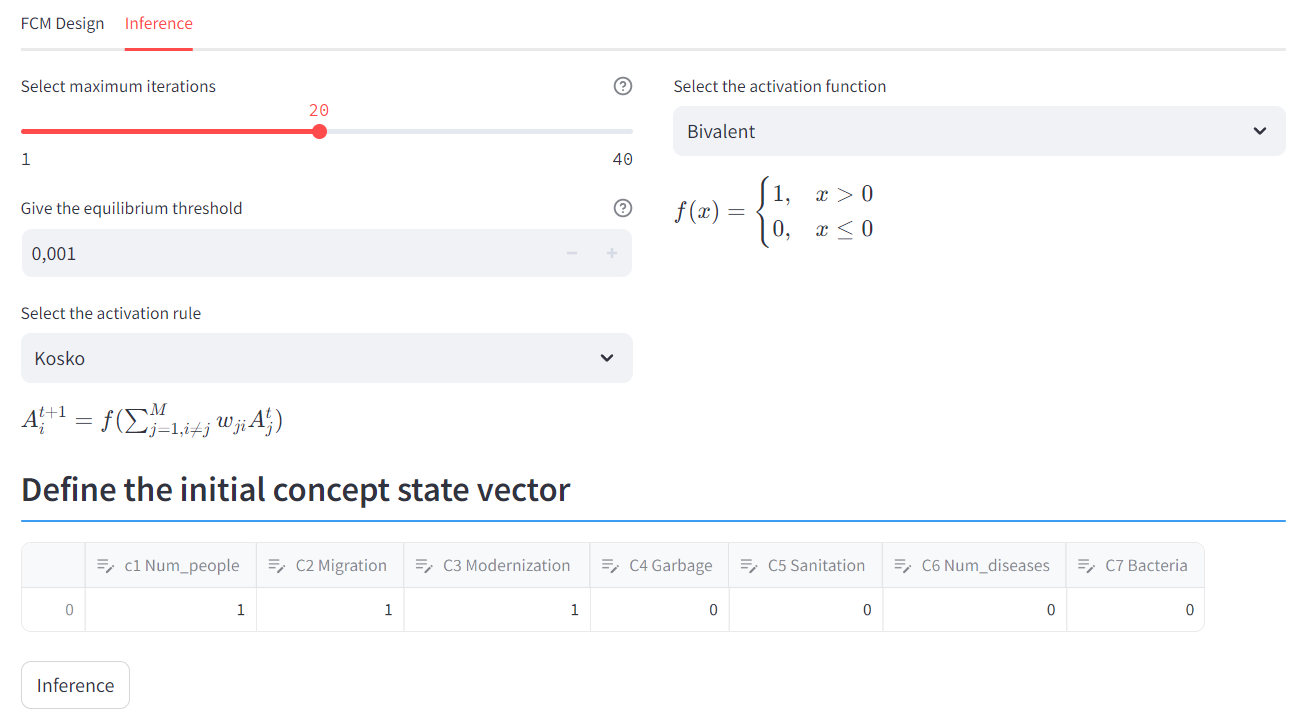 FCM Design Inference
Select maximum iterations
20
1 40
Give the equilibrium threshold
0,001
Select the activation rule
Kosko
A_i^{t+1} = f(∑_{j=1,i≠j}^M w_{ji}A_j^t)
Select the activation function
Bivalent
f(x) = { 1, x > 0
0, x ≤ 0
Define the initial concept state vector
c1 Num_people C2 Migration C3 Modernization C4 Garbage C5 Sanitation C6 Num_diseases C7 Bacteria
0 1 1 1 0 0 0 0
Inference